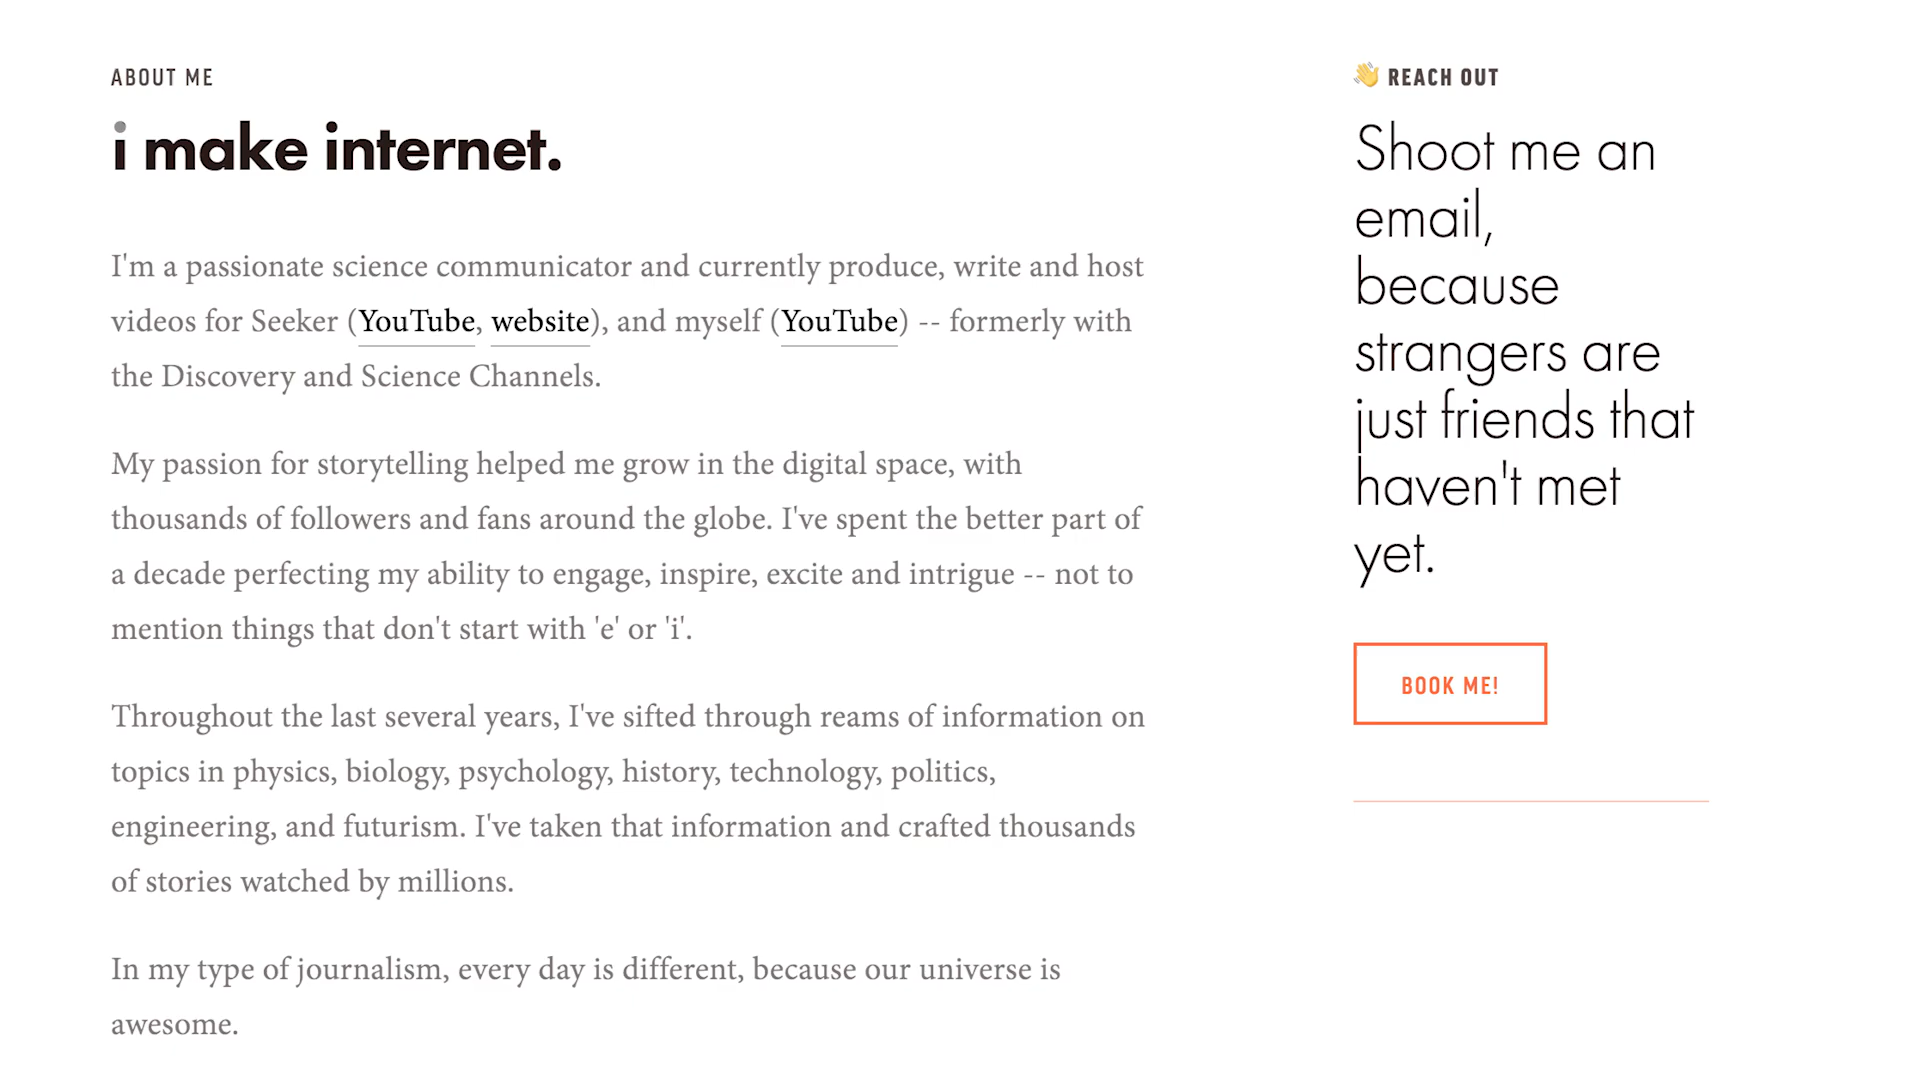 ABOUT ME
i make internet.
I'm a passionate science communicator and currently produce, write and host
videos for Seeker (YouTube, website), and myself (YouTube) -- formerly with
the Discovery and Science Channels.
My passion for storytelling helped me grow in the digital space, with
thousands of followers and fans around the globe. I've spent the better part of
a decade perfecting my ability to engage, inspire, excite and intrigue -- not to
mention things that don't start with 'e' or 'i'.
Throughout the last several years, I've sifted through reams of information on
topics in physics, biology, psychology, history, technology, politics,
engineering, and futurism. I've taken that information and crafted thousands
of stories watched by millions.
In my type of journalism, every day is different, because our universe is
awesome.
👋 REACH OUT
Shoot me an
email,
because
strangers are
just friends that
haven't met
yet.
BOOK ME!